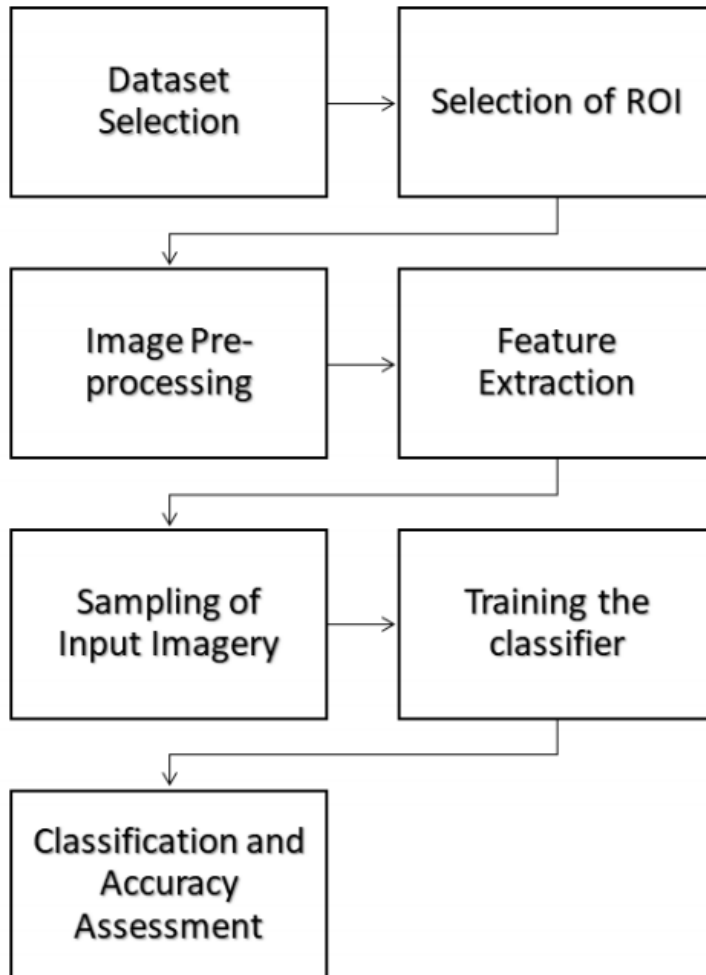 Dataset
Selection
Selection of ROI
Image Pre-
processing
Feature
Extraction
Sampling of
Input Imagery
Training the
classifier
Classification and
Accuracy
Assessment